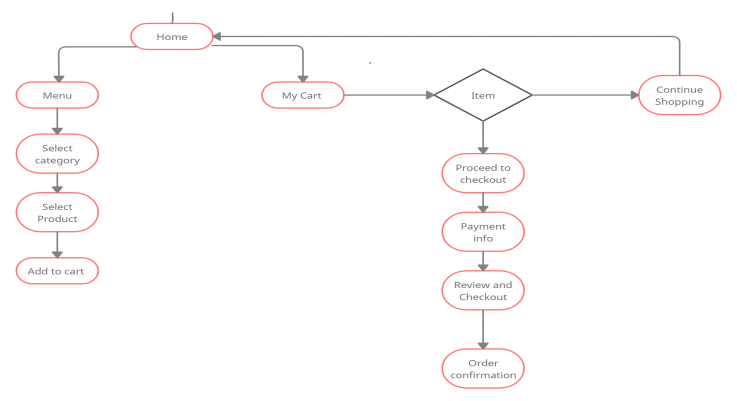 Home
Menu
My Cart
Item
Continue
Shopping
Select
category
Proceed to
checkout
Select
Product
Payment
info
Add to cart
Review and
Checkout
Order
confirmation